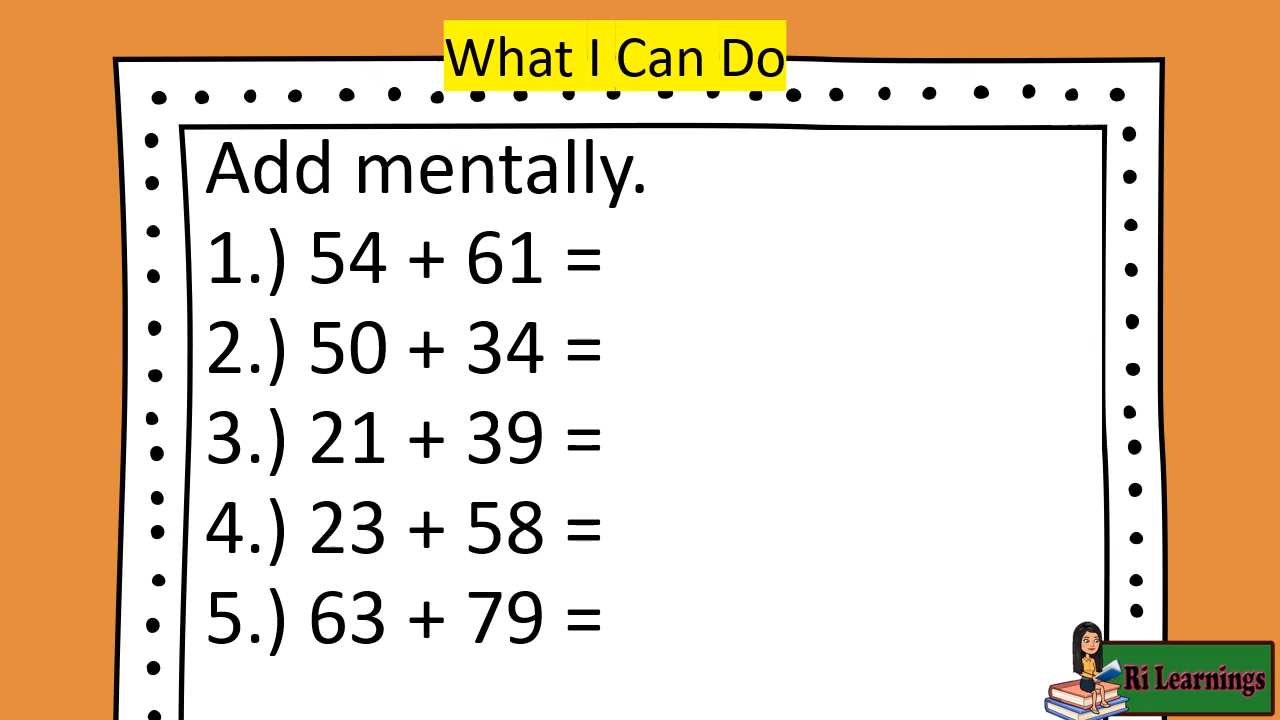 What I Can Do
Add mentally.
1.) 54 + 61 =
2.) 50 + 34 =
3.) 21 + 39 =
4.) 23 + 58 =
5.) 63 + 79 =
Ri Learnings